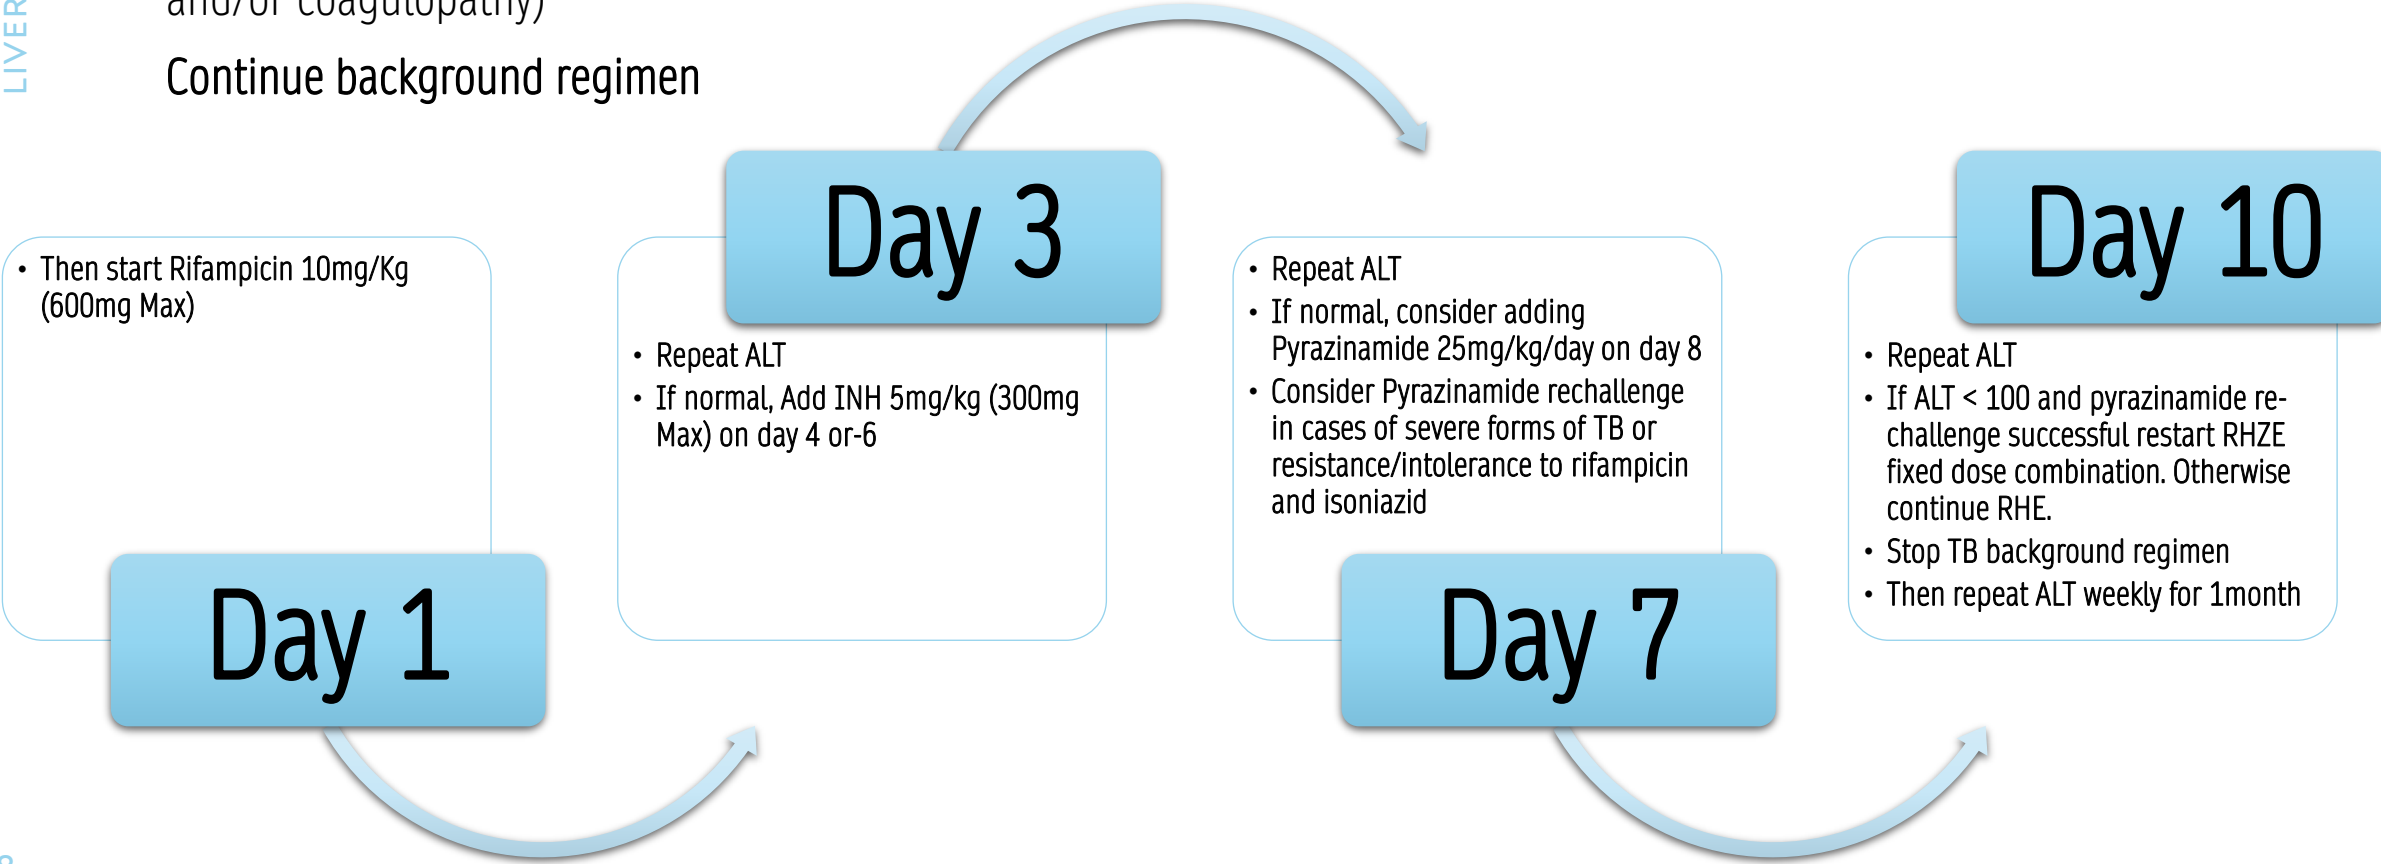 LIVER
and/or coagulopathy)
Continue background regimen
• Then start Rifampicin 10mg/Kg
(600mg Max)
Day 1
Day 3
• Repeat ALT
• If normal, Add INH 5mg/kg (300mg
Max) on day 4 or-6
• Repeat ALT
• If normal, consider adding
Pyrazinamide 25mg/kg/day on day 8
• Consider Pyrazinamide rechallenge
in cases of severe forms of TB or
resistance/intolerance to rifampicin
and isoniazid
Day 7
Day 10
• Repeat ALT
• If ALT < 100 and pyrazinamide re-
challenge successful restart RHZE
fixed dose combination. Otherwise
continue RHE.
• Stop TB background regimen
• Then repeat ALT weekly for 1month